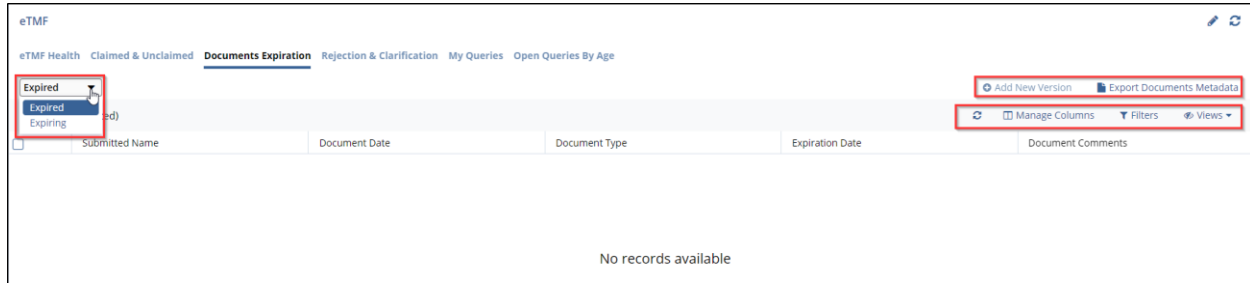 eTMF
eTMF Health Claimed & Unclaimed Documents Expiration Rejection & Clarification My Queries Open Queries By Age
Expired Add New Version Export Documents Metadata
Expired
Expiring
ed) Manage Columns Filters Views
Submitted Name Document Date Document Type Expiration Date Document Comments
No records available